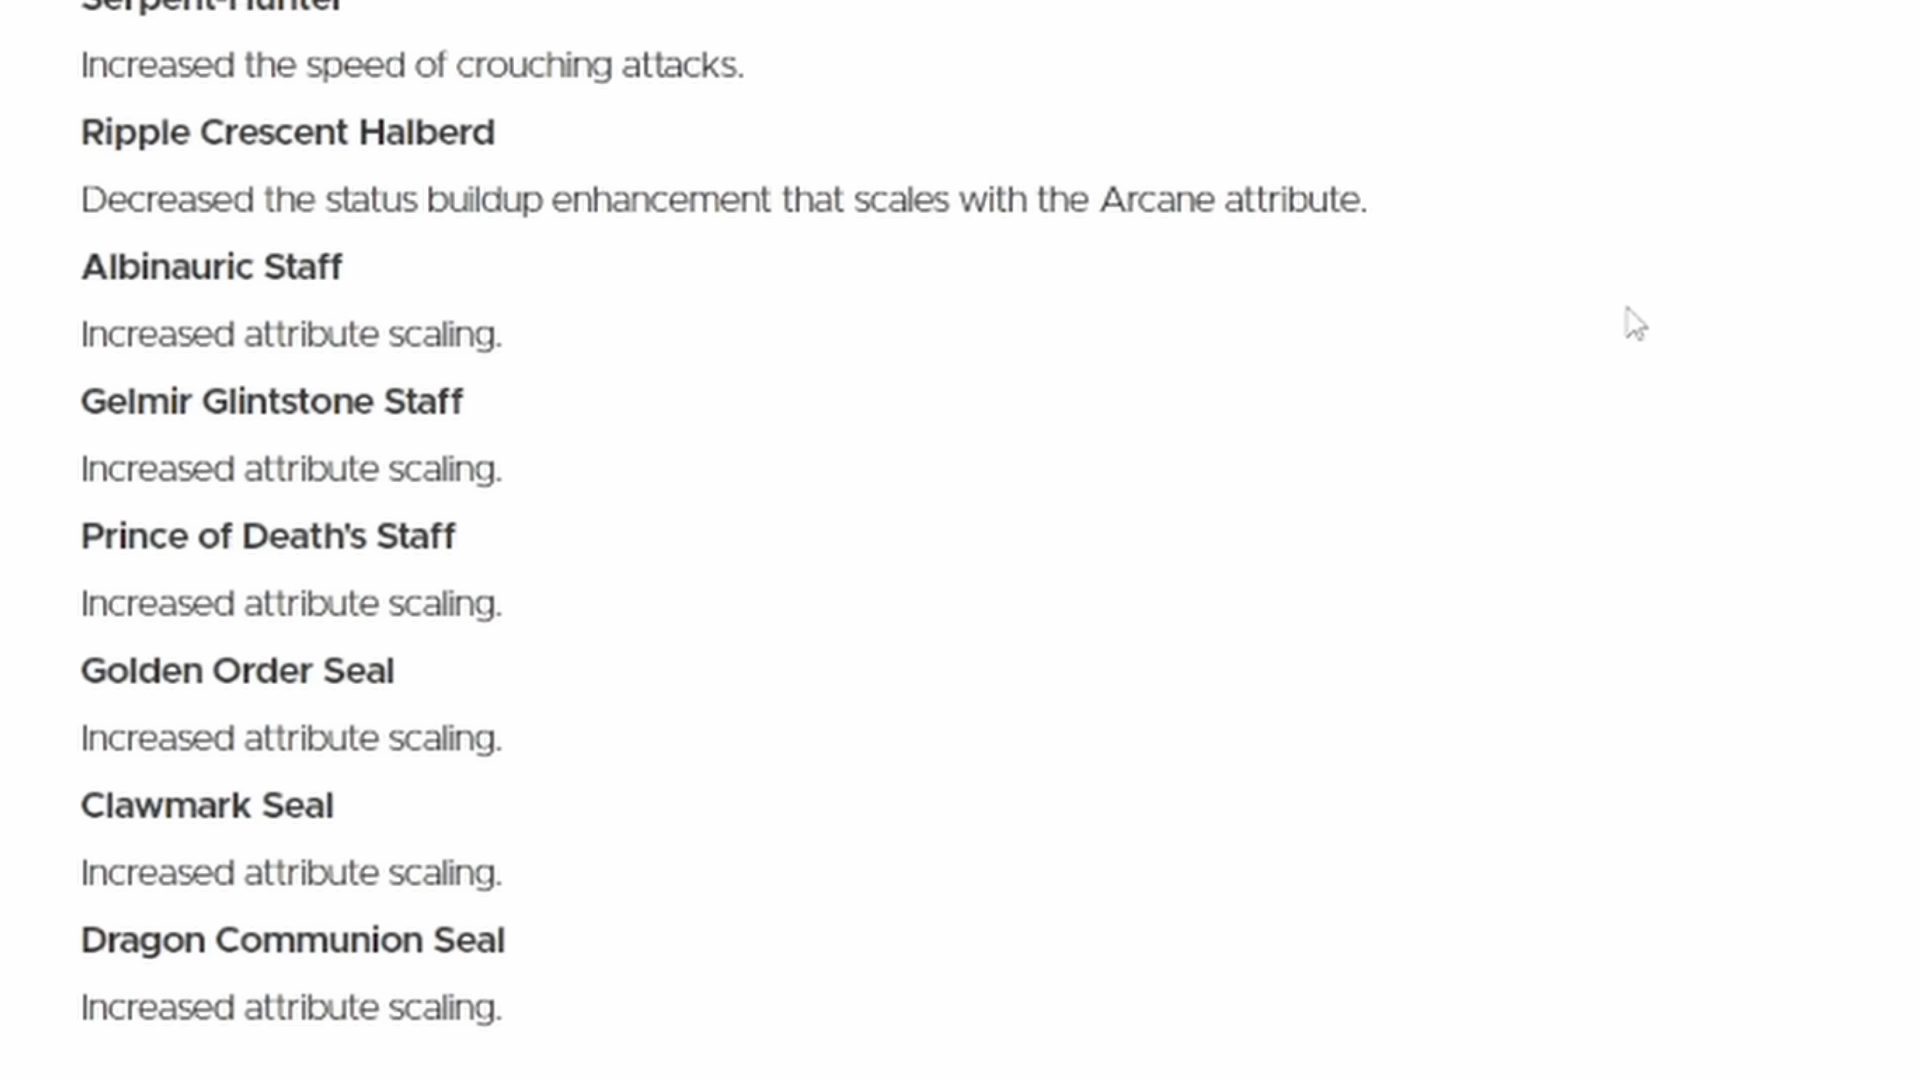 Serpent-Hunter
Increased the speed of crouching attacks.
Ripple Crescent Halberd
Decreased the status buildup enhancement that scales with the Arcane attribute.
Albinauric Staff
Increased attribute scaling.
Gelmir Glintstone Staff
Increased attribute scaling.
Prince of Death's Staff
Increased attribute scaling.
Golden Order Seal
Increased attribute scaling.
Clawmark Seal
Increased attribute scaling.
Dragon Communion Seal
Increased attribute scaling.